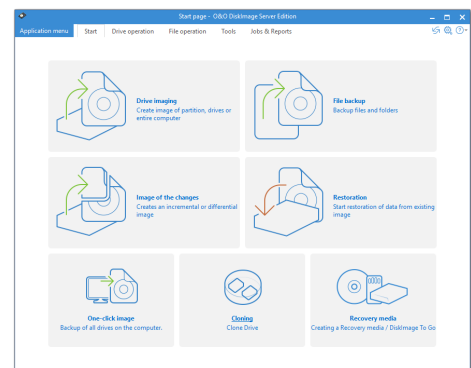 Start page - O&O DiskImage Server Edition
Application menu Start Drive operation File operation Tools Jobs & Reports
Drive imaging
Create image of partition, drives or
entire computer
File backup
Backup files and folders
Image of the changes
Creates an incremental or differential
image
Restoration
Start restoration of data from existing
image
One-click image
Backup of all drives on the computer.
Cloning
Clone Drive
Recovery media
Creating a Recovery media / DiskImage To Go